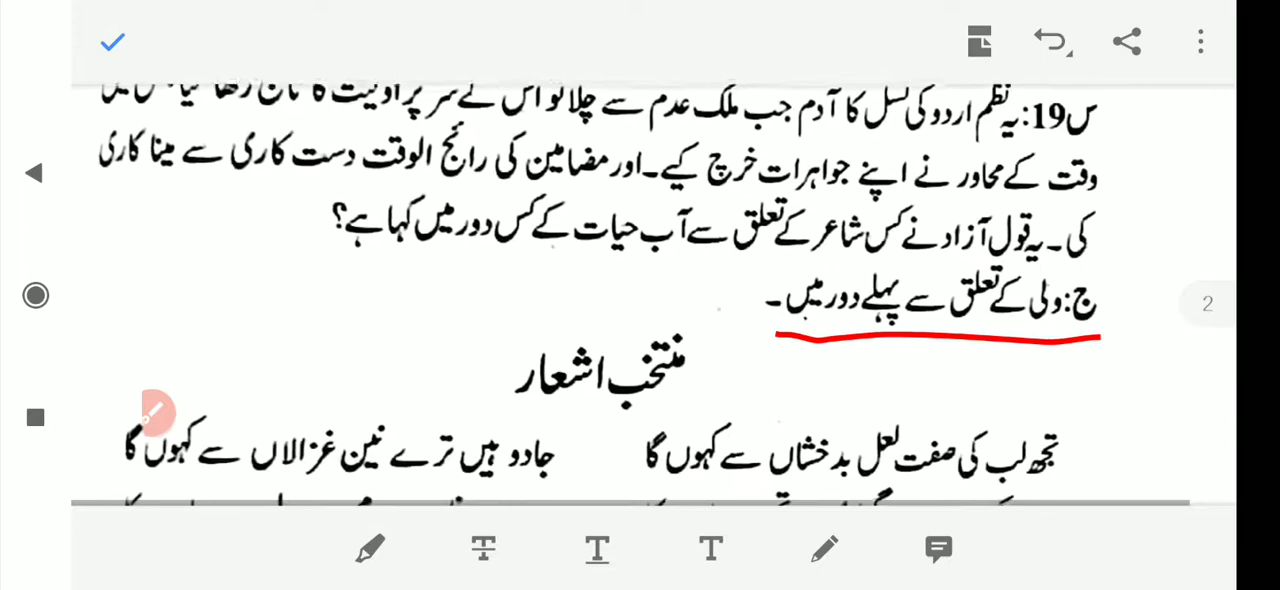 س19: یہ نظم اردو کی نسل کا آدم جب ملک عدم سے چلا تو اس کے سر پر اولیت کا تاج رکھا گیا جس میں
وقت کے محاور نے اپنے جواہرات خرچ کیے۔اور مضامین کی رائج الوقت دست کاری سے مینا کاری
کی۔ یہ قول آزاد نے کس شاعر کے تعلق سے آب حیات کے کس دور میں کہا ہے؟
ج: ولی کے تعلق سے پہلے دور میں۔
2
منتخب اشعار
تجھ لب کی صفت لعل بدخشاں سے کہوں گا جادو ہیں ترے نین غزالاں سے کہوں گا
T T T